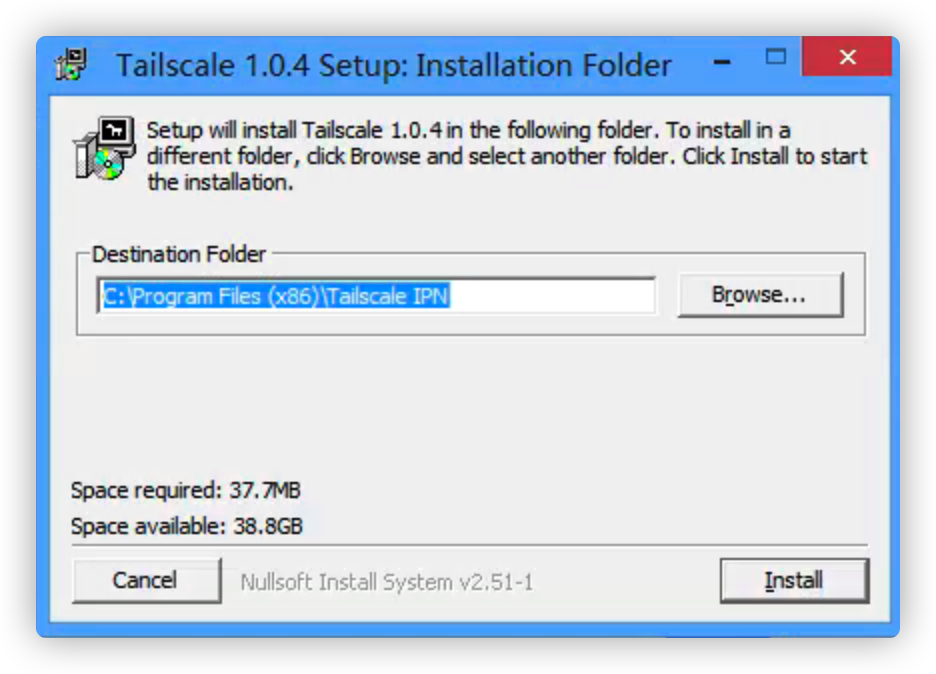 Tailscale 1.0.4 Setup: Installation Folder
Setup will install Tailscale 1.0.4 in the following folder. To install in a
different folder, click Browse and select another folder. Click Install to start
the installation.
Destination Folder
C:\Program Files (x86)\Tailscale IPN
Browse...
Space required: 37.7MB
Space available: 38.8GB
Cancel
Nullsoft Install System v2.51-1
Install